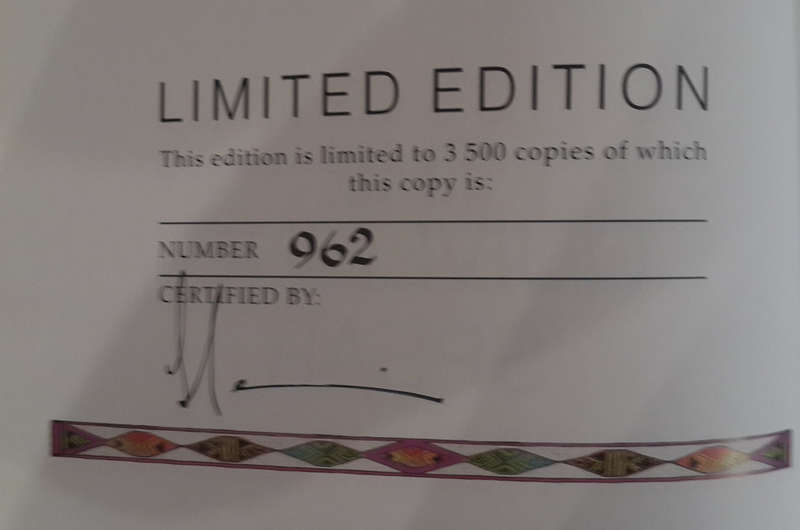 LIMITED EDITION
This edition is limited to 3 500 copies of which
this copy is:
NUMBER 962
CERTIFIED BY: